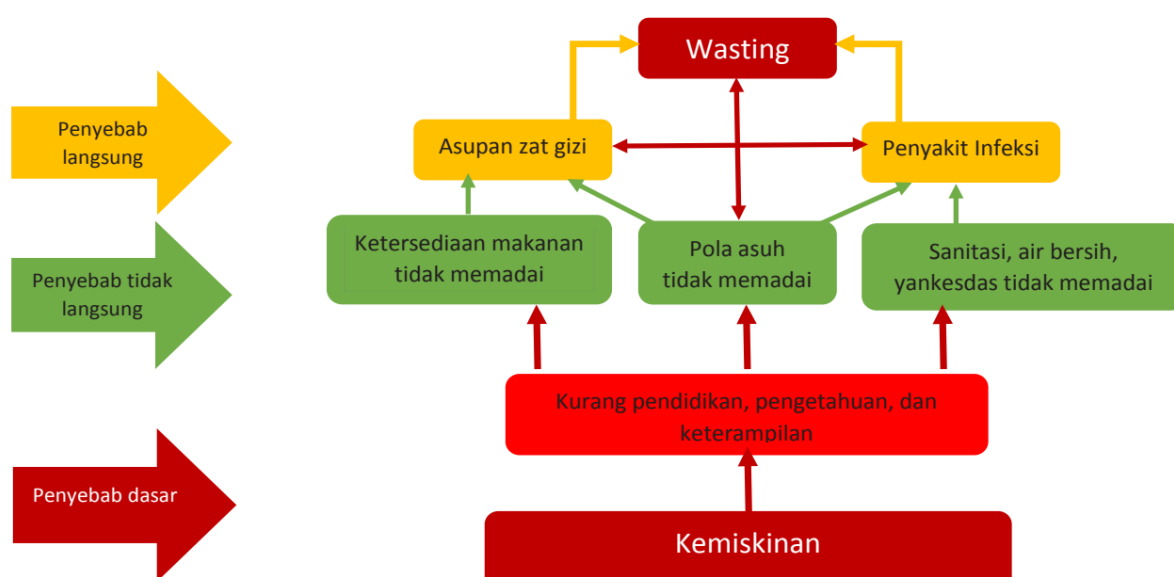 Wasting
Penyebab
langsung
Asupan zat gizi
Penyakit Infeksi
Penyebab tidak
langsung
Ketersediaan makanan
tidak memadai
Pola asuh
tidak memadai
Sanitasi, air bersih,
yankesdas tidak memadai
Kurang pendidikan, pengetahuan, dan
keterampilan
Penyebab dasar
Kemiskinan